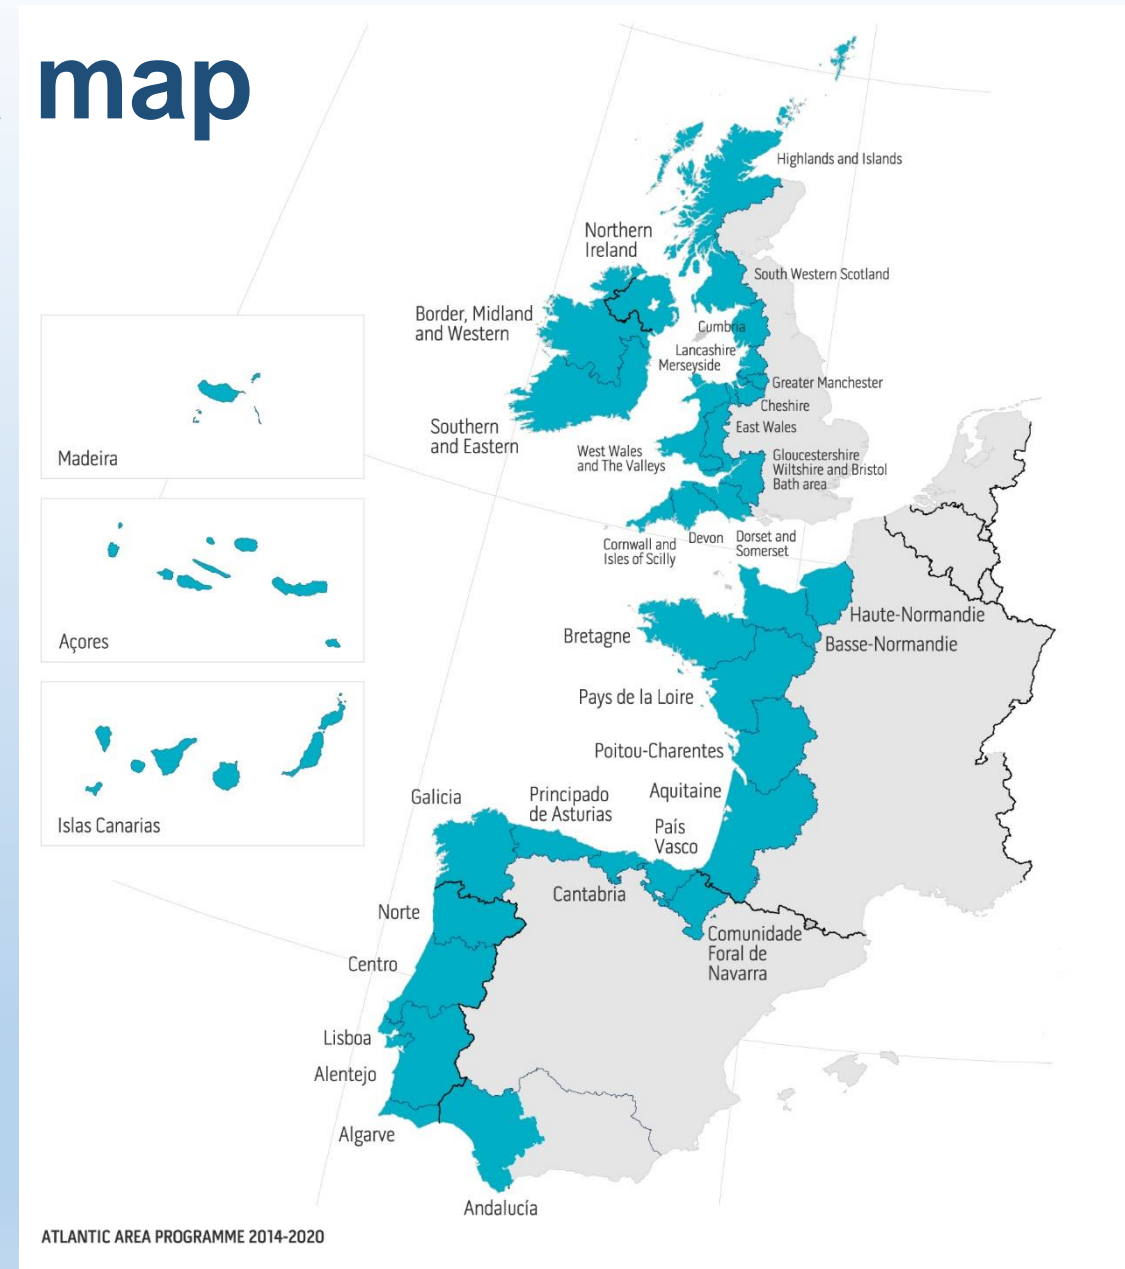 map
Highlands and Islands
Northern
Ireland
South Western Scotland
Border, Midland
and Western
Cumbria
Lancashire
Merseyside
Greater Manchester
Cheshire
East Wales
Southern
and Eastern
West Wales
and The Valleys
Gloucestershire
Wiltshire and Bristol
Bath area
Cornwall and
Isles of Scilly
Devon
Dorset and
Somerset
Madeira
Açores
Islas Canarias
Haute-Normandie
Basse-Normandie
Bretagne
Pays de la Loire
Poitou-Charentes
Aquitaine
País
Vasco
Principado
de Asturias
Galicia
Cantabria
Comunidade
Foral de
Navarra
Norte
Centro
Lisboa
Alentejo
Algarve
Andalucía
ATLANTIC AREA PROGRAMME 2014-2020